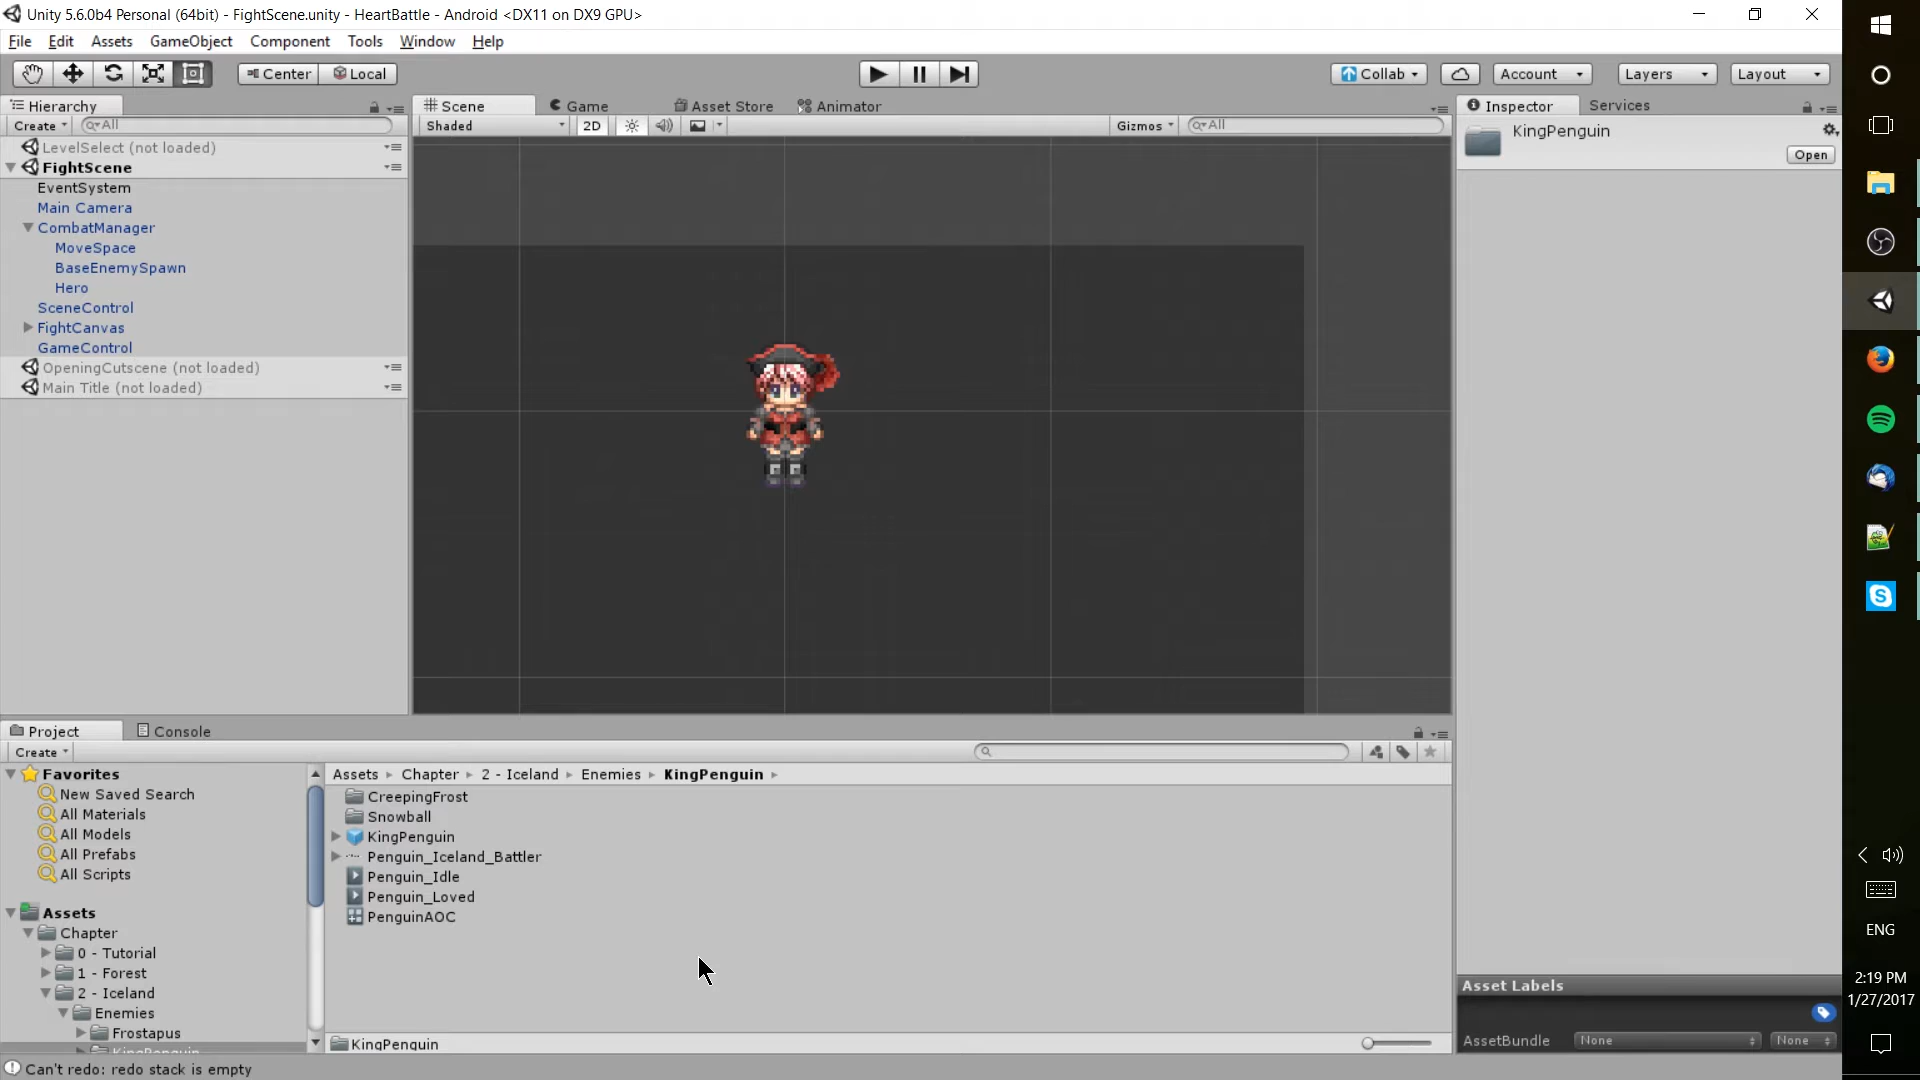 Unity 5.6.0b4 Personal (64bit) - FightScene.unity - HeartBattle - Android <DX11 on DX9 GPU>
File Edit Assets GameObject Component Tools Window Help
Center Local Collab Account Layers Layout
Hierarchy
Create All
LevelSelect (not loaded)
FightScene
EventSystem
Main Camera
CombatManager
MoveSpace
BaseEnemySpawn
Hero
SceneControl
FightCanvas
GameControl
OpeningCutscene (not loaded)
Main Title (not loaded)
Scene Game Asset Store Animator
Shaded 2D Gizmos All
Inspector Services
KingPenguin
Open
Project Console
Create
Favorites
New Saved Search
All Materials
All Models
All Prefabs
All Scripts
Assets
Chapter
0 - Tutorial
1 - Forest
2 - Iceland
Enemies
Frostapus
KingPenguin
Assets Chapter 2 - Iceland Enemies KingPenguin
CreepingFrost
Snowball
KingPenguin
Penguin_Iceland_Battler
Penguin_Idle
Penguin_Loved
PenguinAOC
KingPenguin
Asset Labels
AssetBundle None None
Can't redo: redo stack is empty
ENG
2:19 PM
1/27/2017